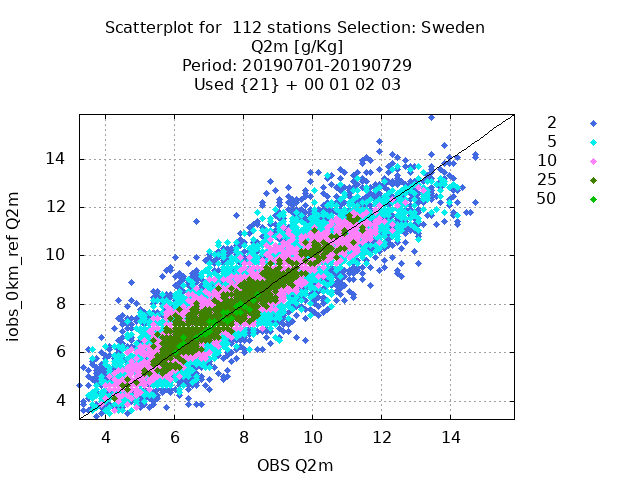 Scatterplot for  112 stations Selection: Sweden
Q2m [g/Kg]
Period: 20190701-20190729
Used {21} + 00 01 02 03
2
5
10
25
50
14
12
10
8
6
4
iobs_0km_ref Q2m
4 6 8 10 12 14
OBS Q2m